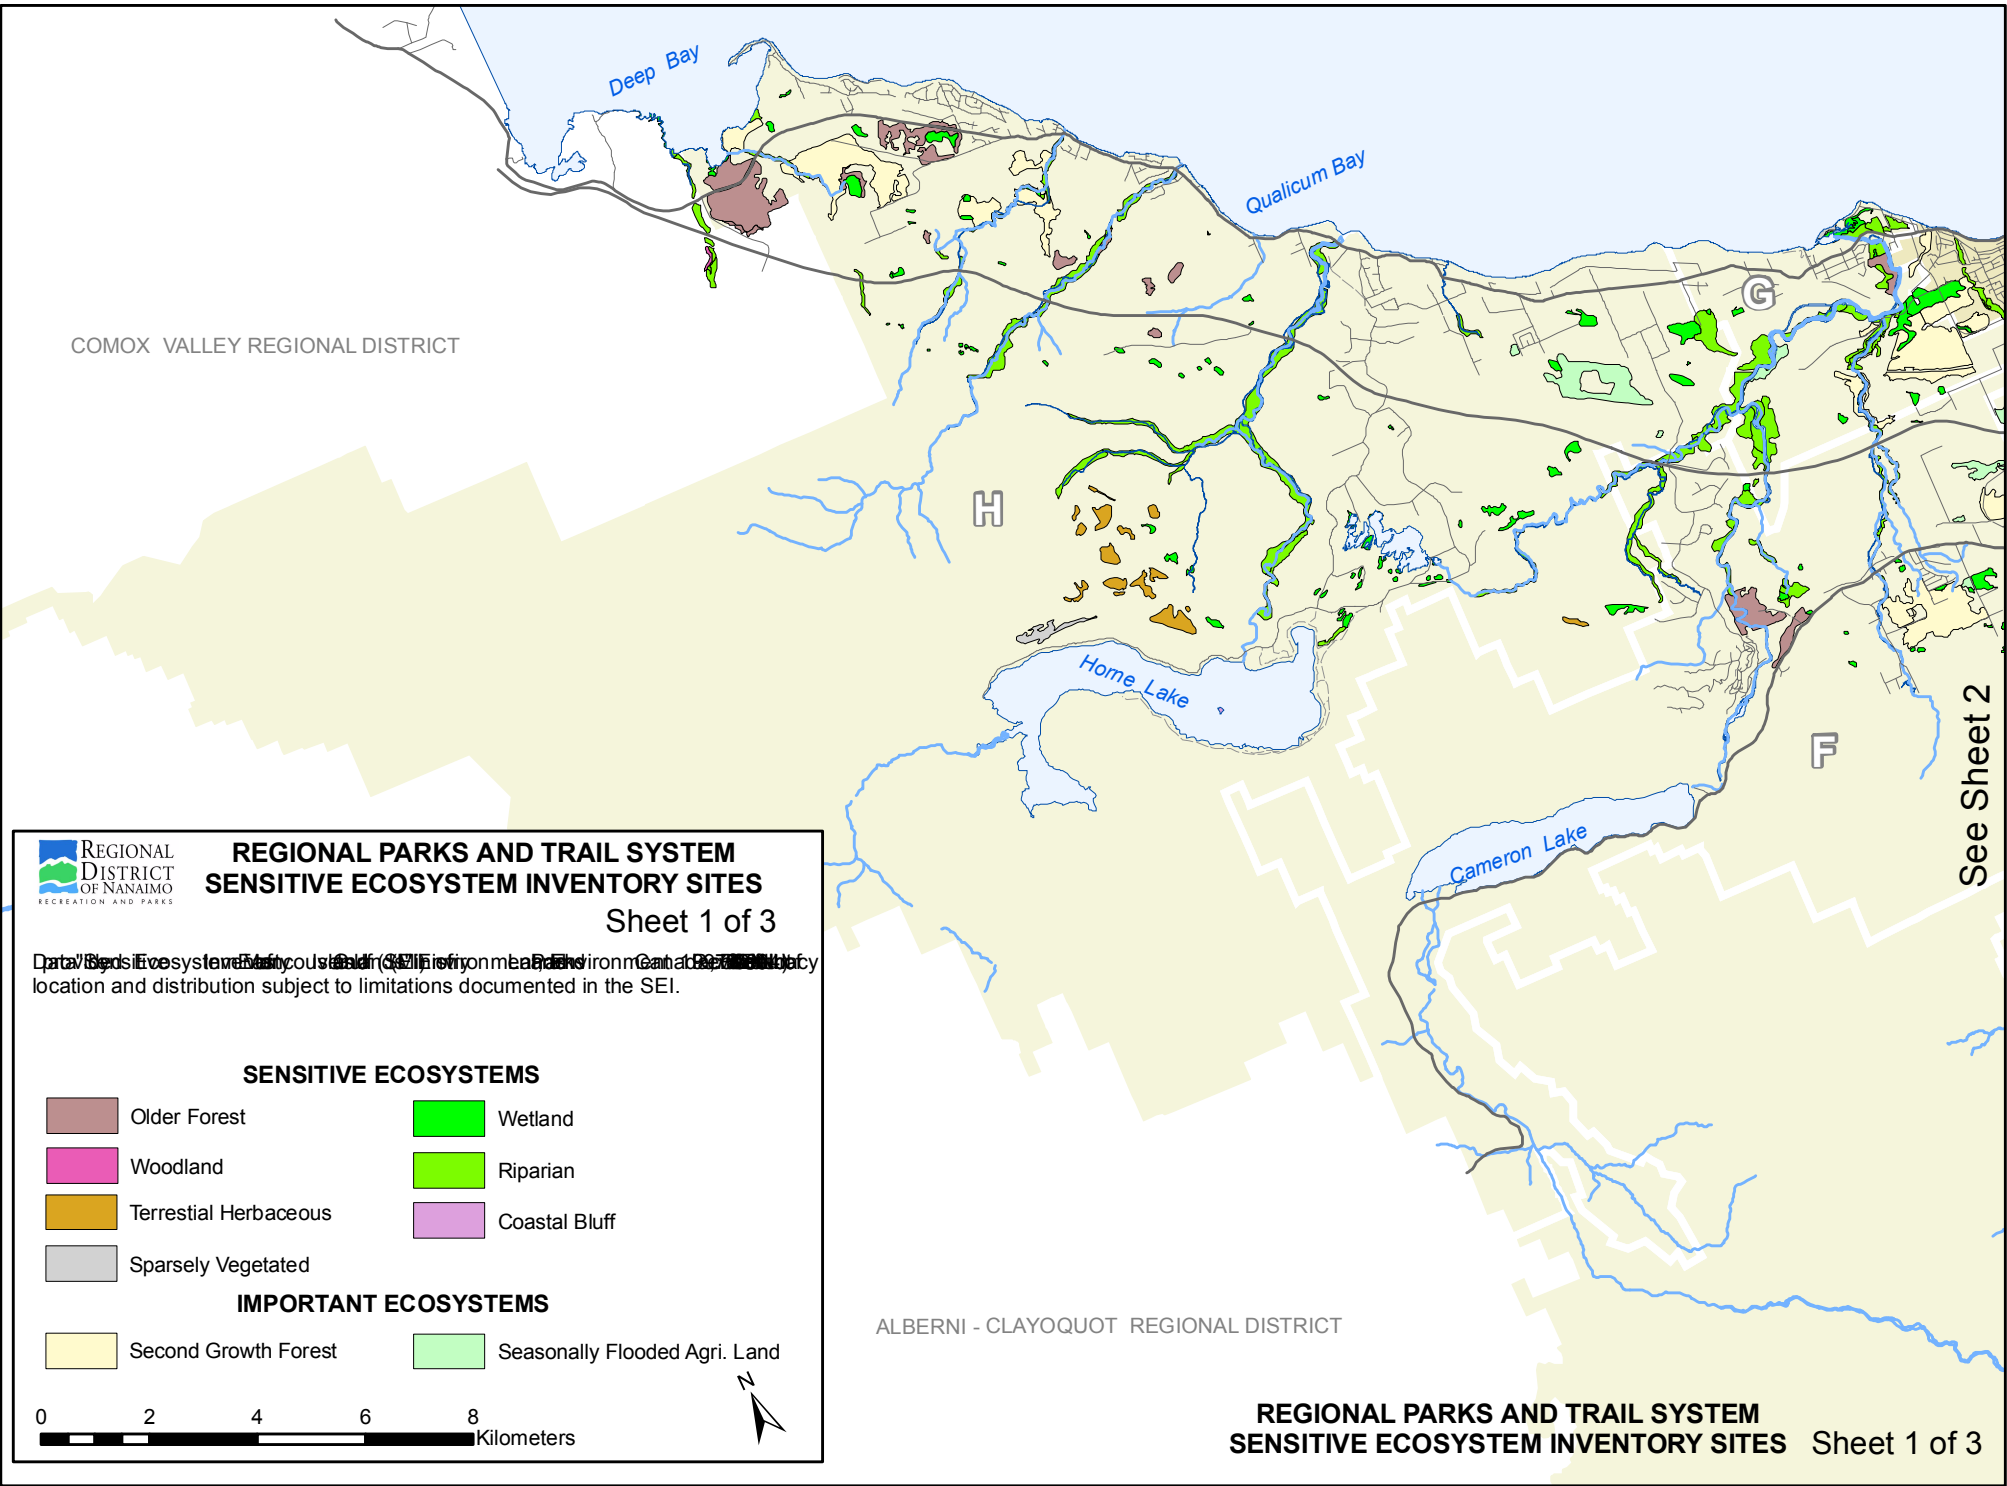 Deep Bay
Qualicum Bay
COMOX VALLEY REGIONAL DISTRICT
G
H
Horne Lake
F
See Sheet 2
Cameron Lake
REGIONAL
DISTRICT
OF NANAIMO
RECREATION AND PARKS
REGIONAL PARKS AND TRAIL SYSTEM
SENSITIVE ECOSYSTEM INVENTORY SITES
Sheet 1 of 3
location and distribution subject to limitations documented in the SEI.
SENSITIVE ECOSYSTEMS
Older Forest
Wetland
Woodland
Riparian
Terrestial Herbaceous
Coastal Bluff
Sparsely Vegetated
IMPORTANT ECOSYSTEMS
Second Growth Forest
Seasonally Flooded Agri. Land
N
0 2 4 6 8
Kilometers
ALBERNI - CLAYOQUOT REGIONAL DISTRICT
REGIONAL PARKS AND TRAIL SYSTEM
SENSITIVE ECOSYSTEM INVENTORY SITES Sheet 1 of 3